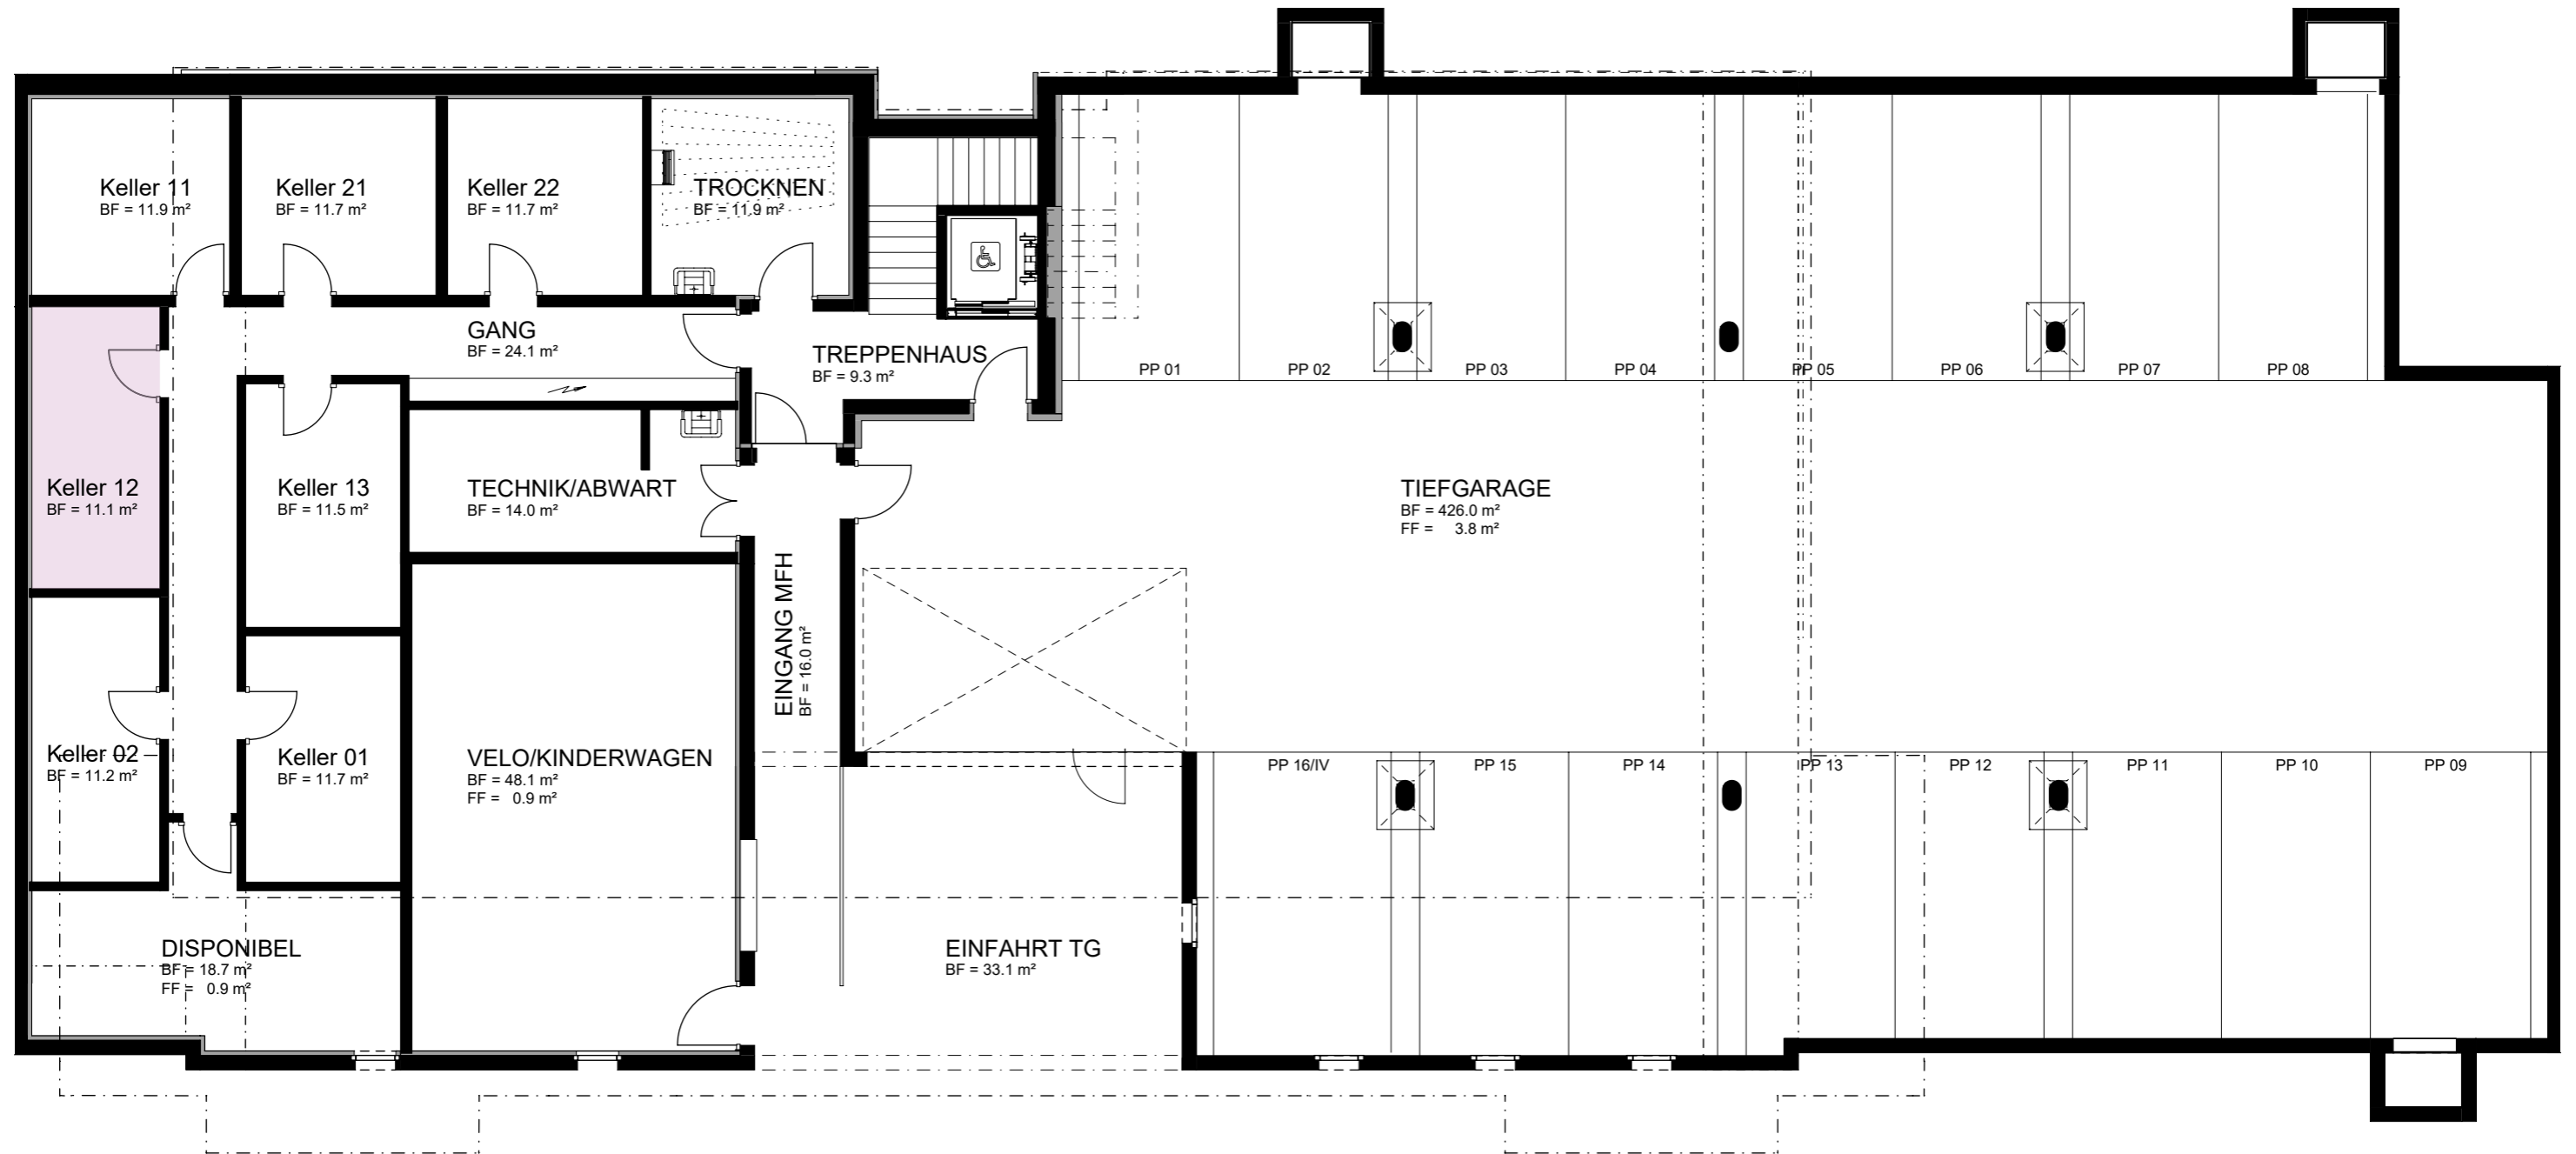 Keller 11
BF = 11.9 m²
Keller 21
BF = 11.7 m²
Keller 22
BF = 11.7 m²
TROCKNEN
BF = 11.9 m²
GANG
BF = 24.1 m²
TREPPENHAUS
BF = 9.3 m²
PP 01
PP 02
PP 03
PP 04
PP 05
PP 06
PP 07
PP 08
Keller 12
BF = 11.1 m²
Keller 13
BF = 11.5 m²
TECHNIK/ABWART
BF = 14.0 m²
TIEFGARAGE
BF = 426.0 m²
FF = 3.8 m²
EINGANG MFH
BF = 16.0 m²
Keller 02
BF = 11.2 m²
Keller 01
BF = 11.7 m²
VELO/KINDERWAGEN
BF = 48.1 m²
FF = 0.9 m²
PP 16/IV
PP 15
PP 14
PP 13
PP 12
PP 11
PP 10
PP 09
DISPONIBEL
BF = 18.7 m²
FF = 0.9 m²
EINFAHRT TG
BF = 33.1 m²